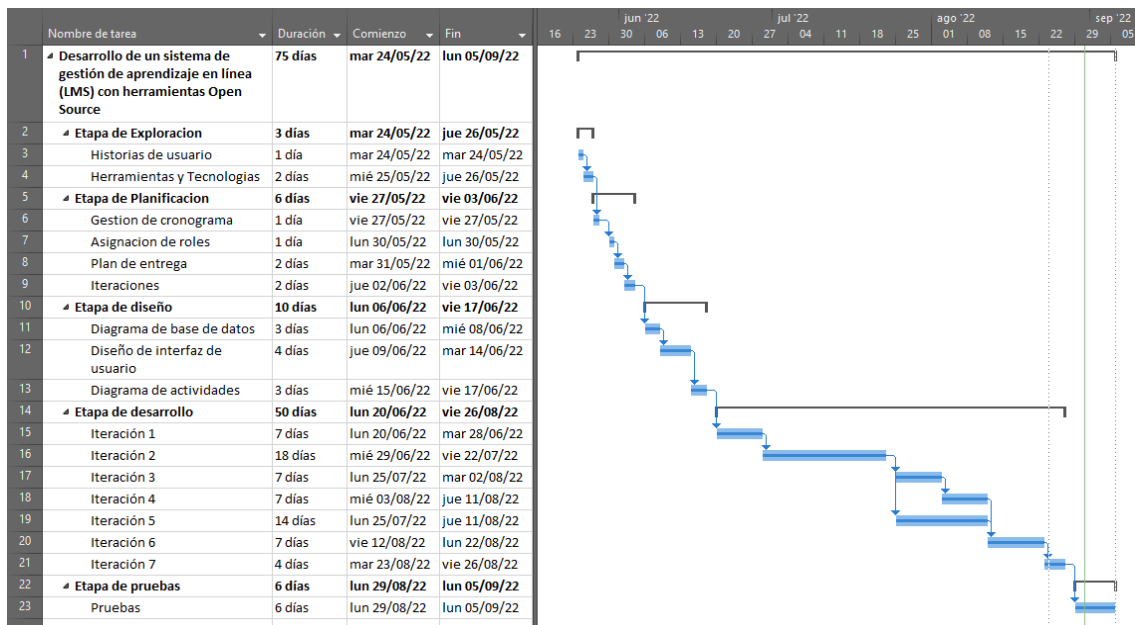 jun '22 jul '22 ago '22 sep '22
Nombre de tarea Duración Comienzo Fin 16 23 30 06 13 20 27 04 11 18 25 01 08 15 22 29 05
1 Desarrollo de un sistema de 75 días mar 24/05/22 lun 05/09/22
gestión de aprendizaje en línea
(LMS) con herramientas Open
Source
2 Etapa de Exploracion 3 días mar 24/05/22 jue 26/05/22
3 Historias de usuario 1 día mar 24/05/22 mar 24/05/22
4 Herramientas y Tecnologias 2 días mié 25/05/22 jue 26/05/22
5 Etapa de Planificacion 6 días vie 27/05/22 vie 03/06/22
6 Gestion de cronograma 1 día vie 27/05/22 vie 27/05/22
7 Asignacion de roles 1 día lun 30/05/22 lun 30/05/22
8 Plan de entrega 2 días mar 31/05/22 mié 01/06/22
9 Iteraciones 2 días jue 02/06/22 vie 03/06/22
10 Etapa de diseño 10 días lun 06/06/22 vie 17/06/22
11 Diagrama de base de datos 3 días lun 06/06/22 mié 08/06/22
12 Diseño de interfaz de 4 días jue 09/06/22 mar 14/06/22
usuario
13 Diagrama de actividades 3 días mié 15/06/22 vie 17/06/22
14 Etapa de desarrollo 50 días lun 20/06/22 vie 26/08/22
15 Iteración 1 7 días lun 20/06/22 mar 28/06/22
16 Iteración 2 18 días mié 29/06/22 vie 22/07/22
17 Iteración 3 7 días lun 25/07/22 mar 02/08/22
18 Iteración 4 7 días mié 03/08/22 jue 11/08/22
19 Iteración 5 14 días lun 25/07/22 jue 11/08/22
20 Iteración 6 7 días vie 12/08/22 lun 22/08/22
21 Iteración 7 4 días mar 23/08/22 vie 26/08/22
22 Etapa de pruebas 6 días lun 29/08/22 lun 05/09/22
23 Pruebas 6 días lun 29/08/22 lun 05/09/22